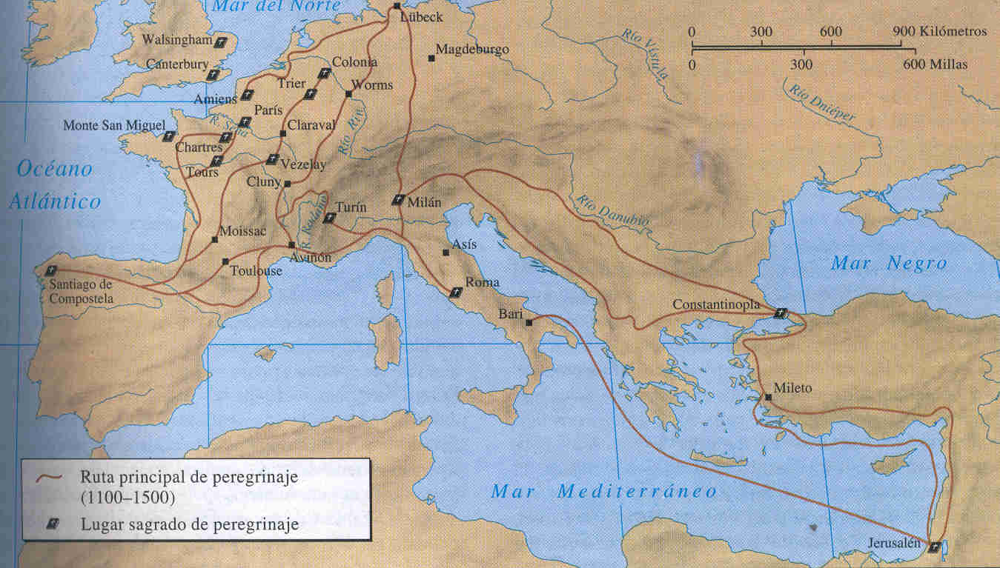 Mar del Norte
Lübeck
0 300 600 900 Kilómetros
0 300 600 Millas
Walsingham
Magdeburgo
Río Vístula
Canterbury
Colonia
Trier
Worms
Amiens
Río Dniéper
París
R. Sena
Monte San Miguel
Claraval
Río Rin
Chartres
Océano
Atlántico
Tours
Vezelay
Cluny
Turín
Milán
Río Danubio
R. Rodano
Moissac
Asís
Aviñón
Mar Negro
Toulouse
Santiago de
Compostela
Roma
Constantinopla
Bari
Mileto
Ruta principal de peregrinaje
(1100–1500)
Lugar sagrado de peregrinaje
Mar Mediterráneo
Jerusalén